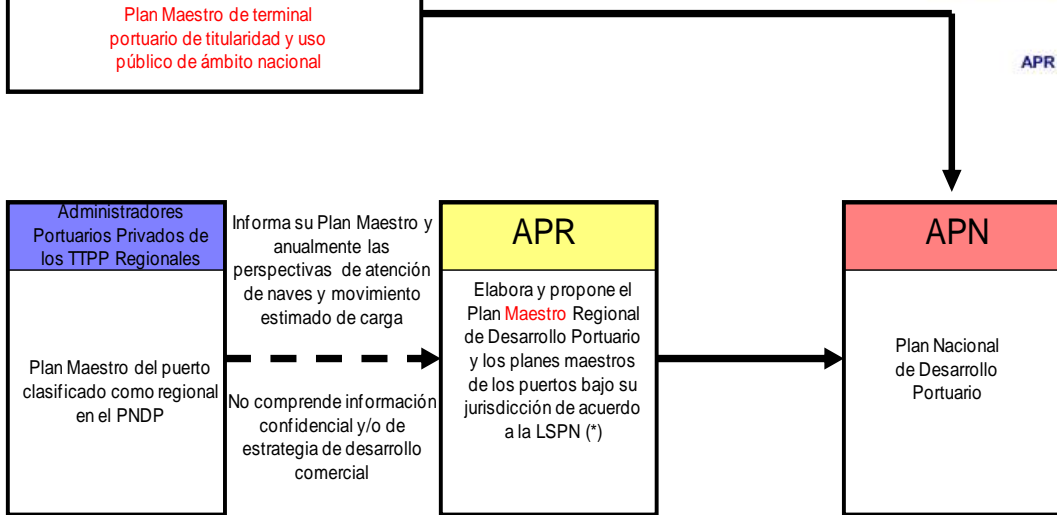 Plan Maestro de terminal
portuario de titularidad y uso
público de ámbito nacional
APR
Administradores
Portuarios Privados de
los TTPP Regionales
Plan Maestro del puerto
clasificado como regional
en el PNDP
Informa su Plan Maestro y
anualmente las
perspectivas de atención
de naves y movimiento
estimado de carga
No comprende información
confidencial y/o de
estrategia de desarrollo
comercial
APR
Elabora y propone el
Plan Maestro Regional
de Desarrollo Portuario
y los planes maestros
de los puertos bajo su
jurisdicción de acuerdo
a la LSPN (*)
APN
Plan Nacional
de Desarrollo
Portuario